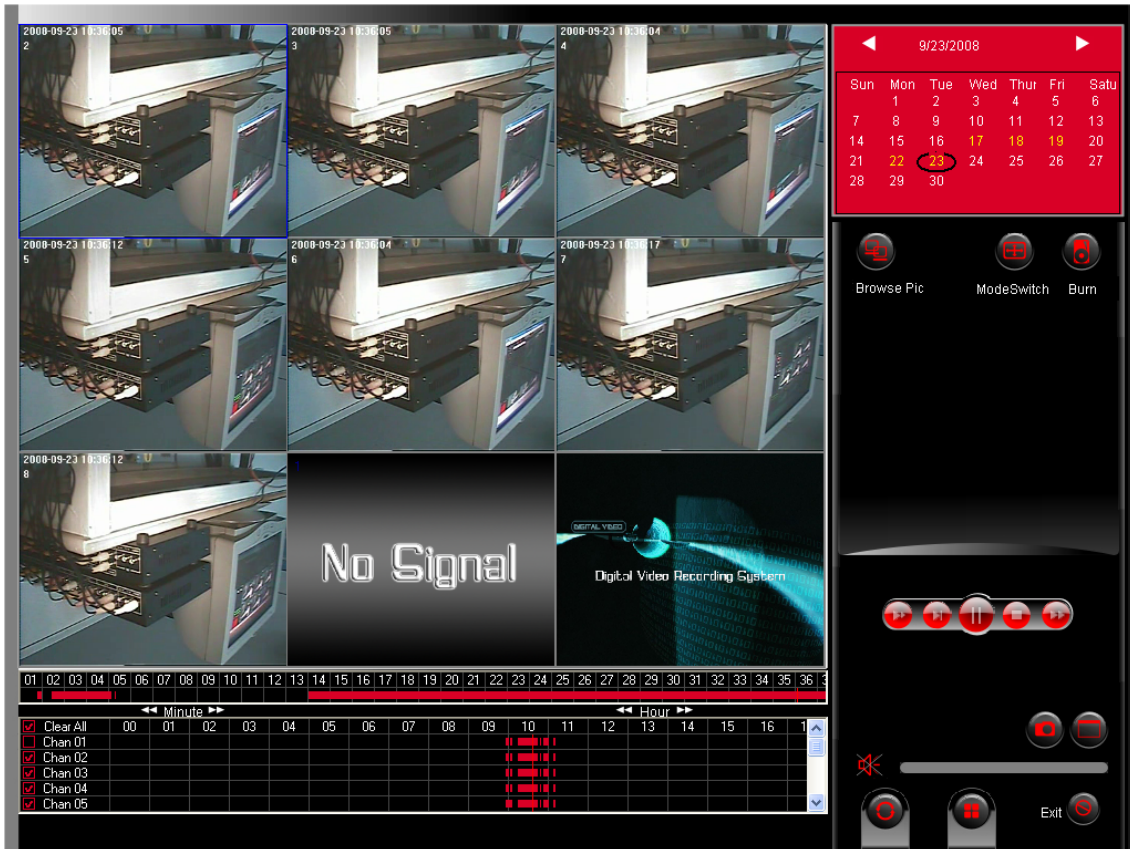 2008-09-23 10:36:05
2
2008-09-23 10:36:05
3
2008-09-23 10:36:04
4
2008-09-23 10:36:12
5
2008-09-23 10:36:04
6
2008-09-23 10:36:17
7
2008-09-23 10:36:12
8
No Signal
DIGITAL VIDEO
Digital Video Recording System
01 02 03 04 05 06 07 08 09 10 11 12 13 14 15 16 17 18 19 20 21 22 23 24 25 26 27 28 29 30 31 32 33 34 35 36
Minute Hour
Clear All 00 01 02 03 04 05 06 07 08 09 10 11 12 13 14 15 16
Chan 01
Chan 02
Chan 03
Chan 04
Chan 05
9/23/2008
Sun Mon Tue Wed Thur Fri Satu
1 2 3 4 5 6
7 8 9 10 11 12 13
14 15 16 17 18 19 20
21 22 23 24 25 26 27
28 29 30
Browse Pic ModeSwitch Burn
Exit